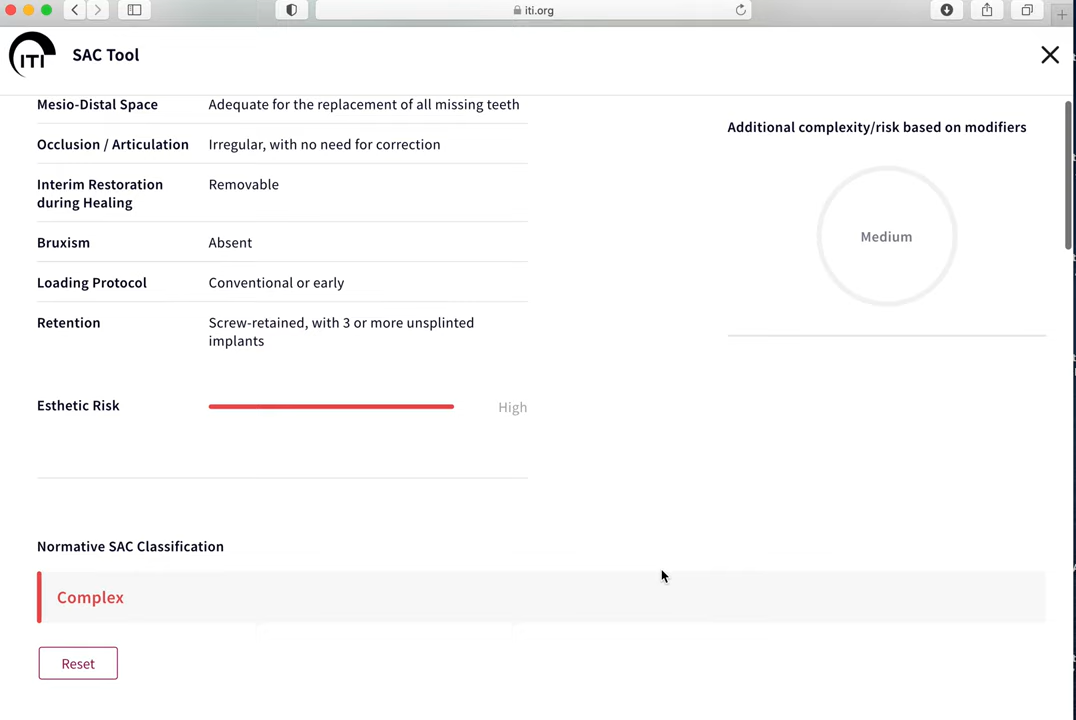 iti.org
ITI
SAC Tool
Mesio-Distal Space
Adequate for the replacement of all missing teeth
Occlusion / Articulation
Irregular, with no need for correction
Interim Restoration
during Healing
Removable
Bruxism
Absent
Loading Protocol
Conventional or early
Retention
Screw-retained, with 3 or more unsplinted
implants
Esthetic Risk
High
Additional complexity/risk based on modifiers
Medium
Normative SAC Classification
Complex
Reset